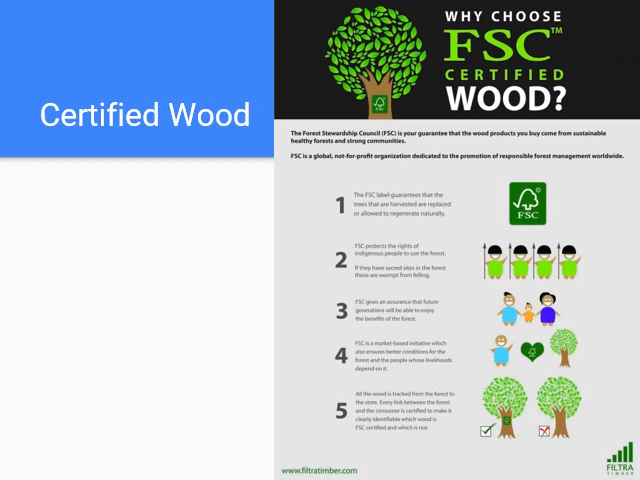 Certified Wood
WHY CHOOSE
FSC™
CERTIFIED
WOOD?
FSC
The Forest Stewardship Council (FSC) is your guarantee that the wood products you buy come from sustainable
healthy forests and strong communities.
FSC is a global, not-for-profit organization dedicated to the promotion of responsible forest management worldwide.
1
The FSC label guarantees that the
trees that are harvested are replaced
or allowed to regenerate naturally.
©
FSC
2
FSC protects the rights of
indigenous people to use the forest.
If they have sacred sites in the forest
these are exempt from felling.
3
FSC gives an assurance that future
generations will be able to enjoy
the benefits of the forest.
4
FSC is a market-based initiative which
also ensures better conditions for the
forest and the people whose livelihoods
depend on it.
5
All the wood is tracked from the forest to
the store. Every link between the forest
and the consumer is certified to make it
clearly identifiable which wood is
FSC certified and which is not.
www.filtratimber.com
FILTRA
TIMBER